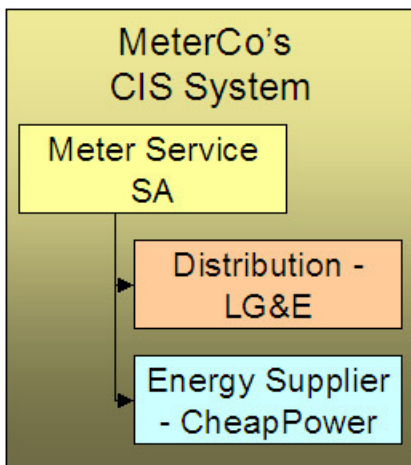 MeterCo's
CIS System
Meter Service
SA
Distribution -
LG&E
Energy Supplier
- CheapPower